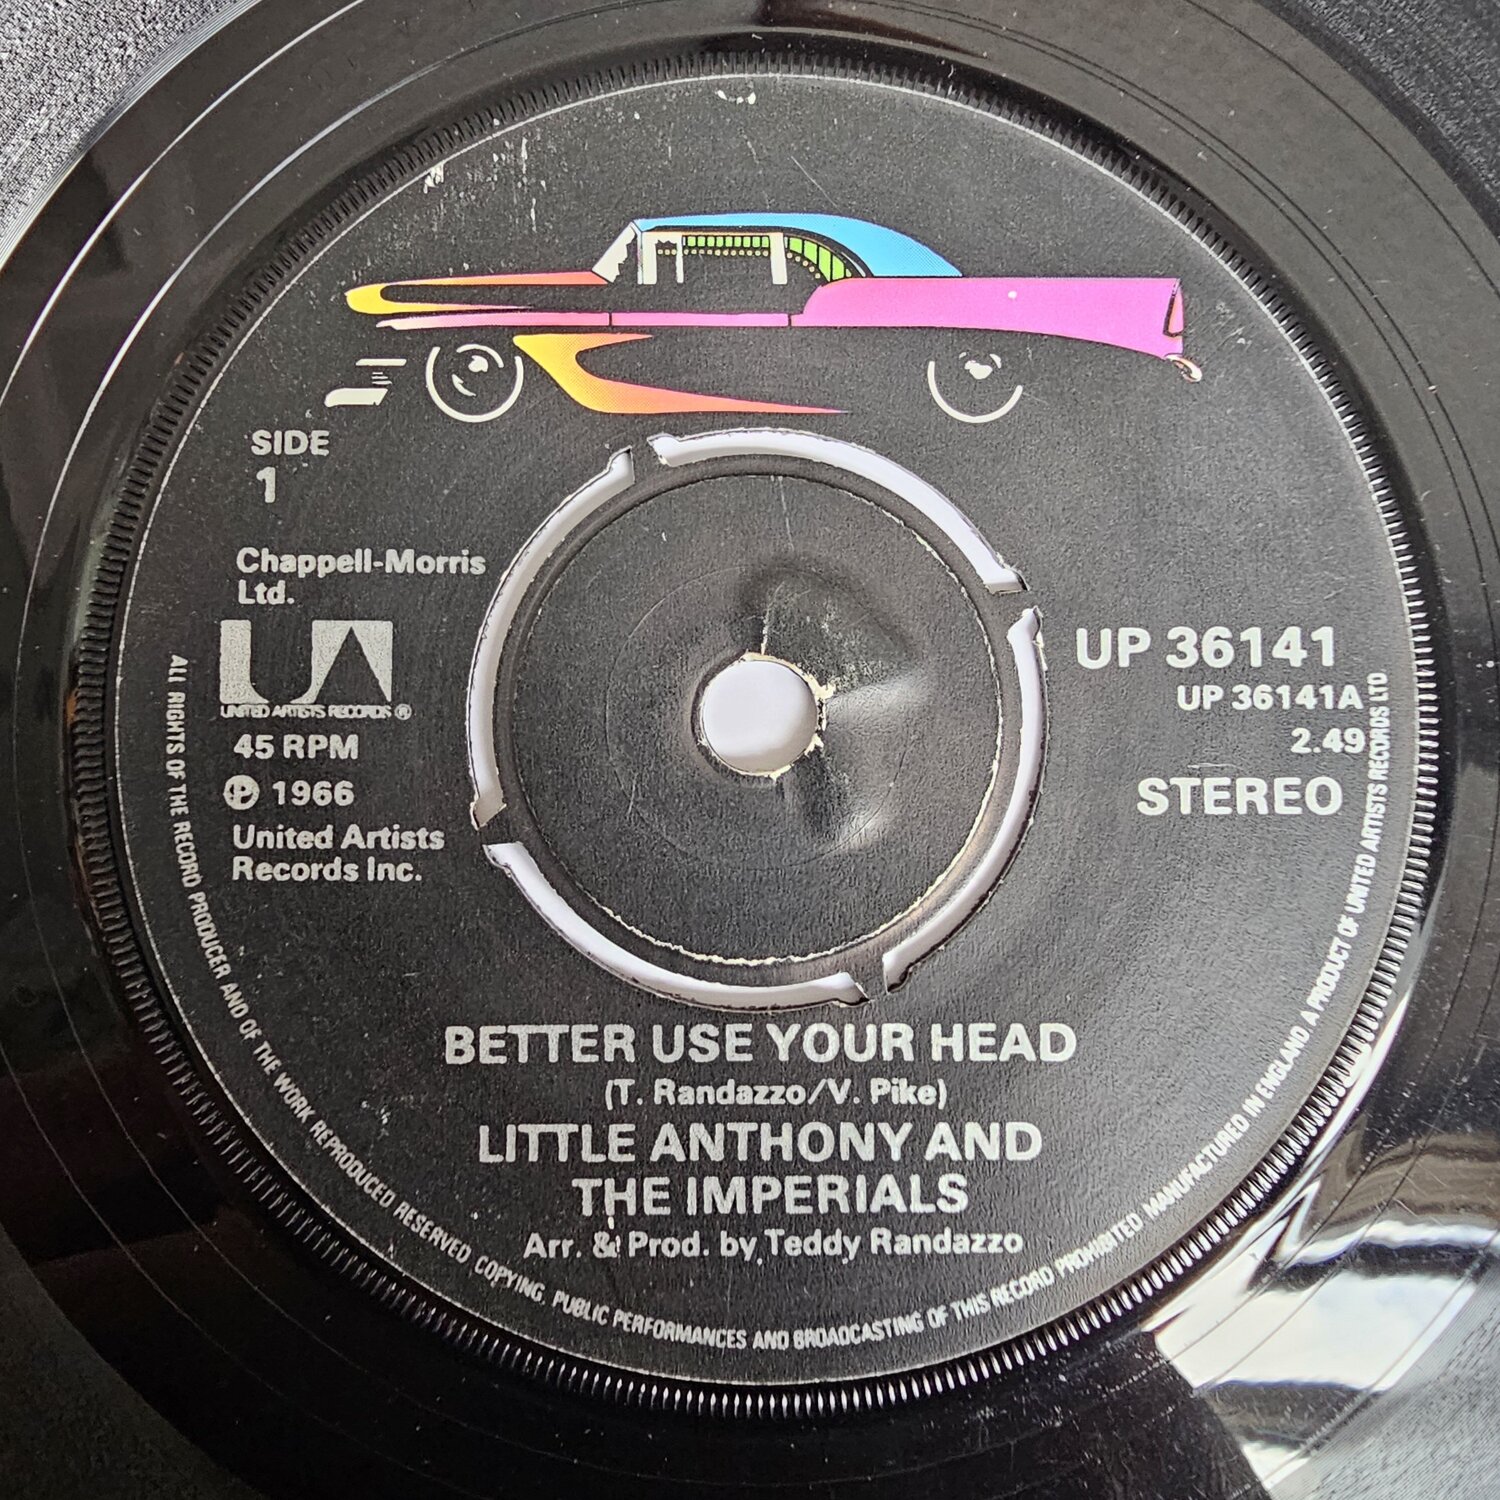 SIDE
1
Chappell-Morris
Ltd.
UA
UNITED ARTISTS RECORDS ®
45 RPM
℗ 1966
United Artists
Records Inc.
UP 36141
UP 36141A
2.49
STEREO
BETTER USE YOUR HEAD
(T. Randazzo/V. Pike)
LITTLE ANTHONY AND
THE IMPERIALS
Arr. & Prod. by Teddy Randazzo
ALL RIGHTS OF THE RECORD PRODUCER AND OF THE WORK REPRODUCED RESERVED. COPYING, PUBLIC PERFORMANCES AND BROADCASTING OF THIS RECORD PROHIBITED MANUFACTURED IN ENGLAND A PRODUCT OF UNITED ARTISTS RECORDS LTD